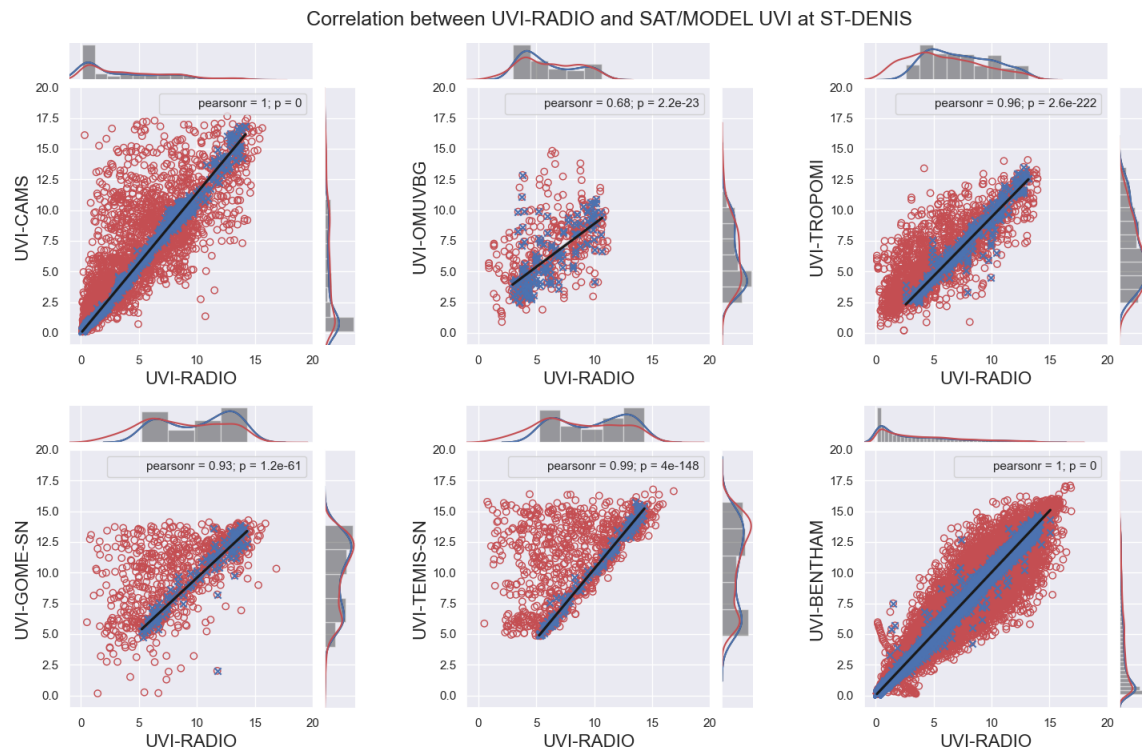 Correlation between UVI-RADIO and SAT/MODEL UVI at ST-DENIS
pearsonr = 1; p = 0
20.0
17.5
15.0
12.5
10.0
7.5
5.0
2.5
0.0
UVI-CAMS
0 5 10 15 20
UVI-RADIO
pearsonr = 0.68; p = 2.2e-23
20.0
17.5
15.0
12.5
10.0
7.5
5.0
2.5
0.0
UVI-OMUVBG
0 5 10 15 20
UVI-RADIO
pearsonr = 0.96; p = 2.6e-222
20.0
17.5
15.0
12.5
10.0
7.5
5.0
2.5
0.0
UVI-TROPOMI
0 5 10 15 20
UVI-RADIO
pearsonr = 0.93; p = 1.2e-61
20.0
17.5
15.0
12.5
10.0
7.5
5.0
2.5
0.0
UVI-GOME-SN
0 5 10 15 20
UVI-RADIO
pearsonr = 0.99; p = 4e-148
20.0
17.5
15.0
12.5
10.0
7.5
5.0
2.5
0.0
UVI-TEMIS-SN
0 5 10 15 20
UVI-RADIO
pearsonr = 1; p = 0
20.0
17.5
15.0
12.5
10.0
7.5
5.0
2.5
0.0
UVI-BENTHAM
0 5 10 15 20
UVI-RADIO